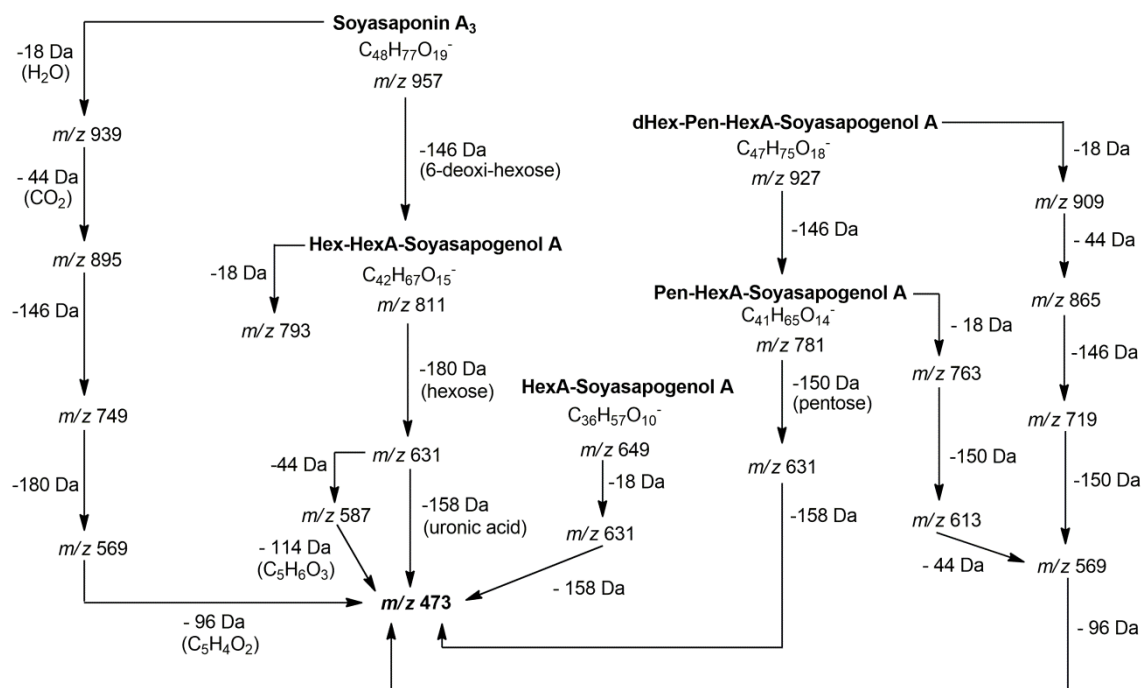 Soyasaponin A₃
C₄₈H₇₇O₁₉⁻
m/z 957
-18 Da
(H₂O)
m/z 939
- 44 Da
(CO₂)
m/z 895
-146 Da
m/z 749
-180 Da
m/z 569
- 96 Da
(C₅H₄O₂)
-146 Da
(6-deoxi-hexose)
Hex-HexA-Soyasapogenol A
C₄₂H₆₇O₁₅⁻
m/z 811
-18 Da
m/z 793
-180 Da
(hexose)
m/z 631
-44 Da
m/z 587
- 114 Da
(C₅H₆O₃)
-158 Da
(uronic acid)
m/z 473
HexA-Soyasapogenol A
C₃₆H₅₇O₁₀⁻
m/z 649
-18 Da
m/z 631
- 158 Da
dHex-Pen-HexA-Soyasapogenol A
C₄₇H₇₅O₁₈⁻
m/z 927
-146 Da
Pen-HexA-Soyasapogenol A
C₄₁H₆₅O₁₄⁻
m/z 781
-150 Da
(pentose)
m/z 631
-158 Da
- 18 Da
m/z 763
-150 Da
m/z 613
- 44 Da
-18 Da
m/z 909
- 44 Da
m/z 865
-146 Da
m/z 719
-150 Da
m/z 569
- 96 Da